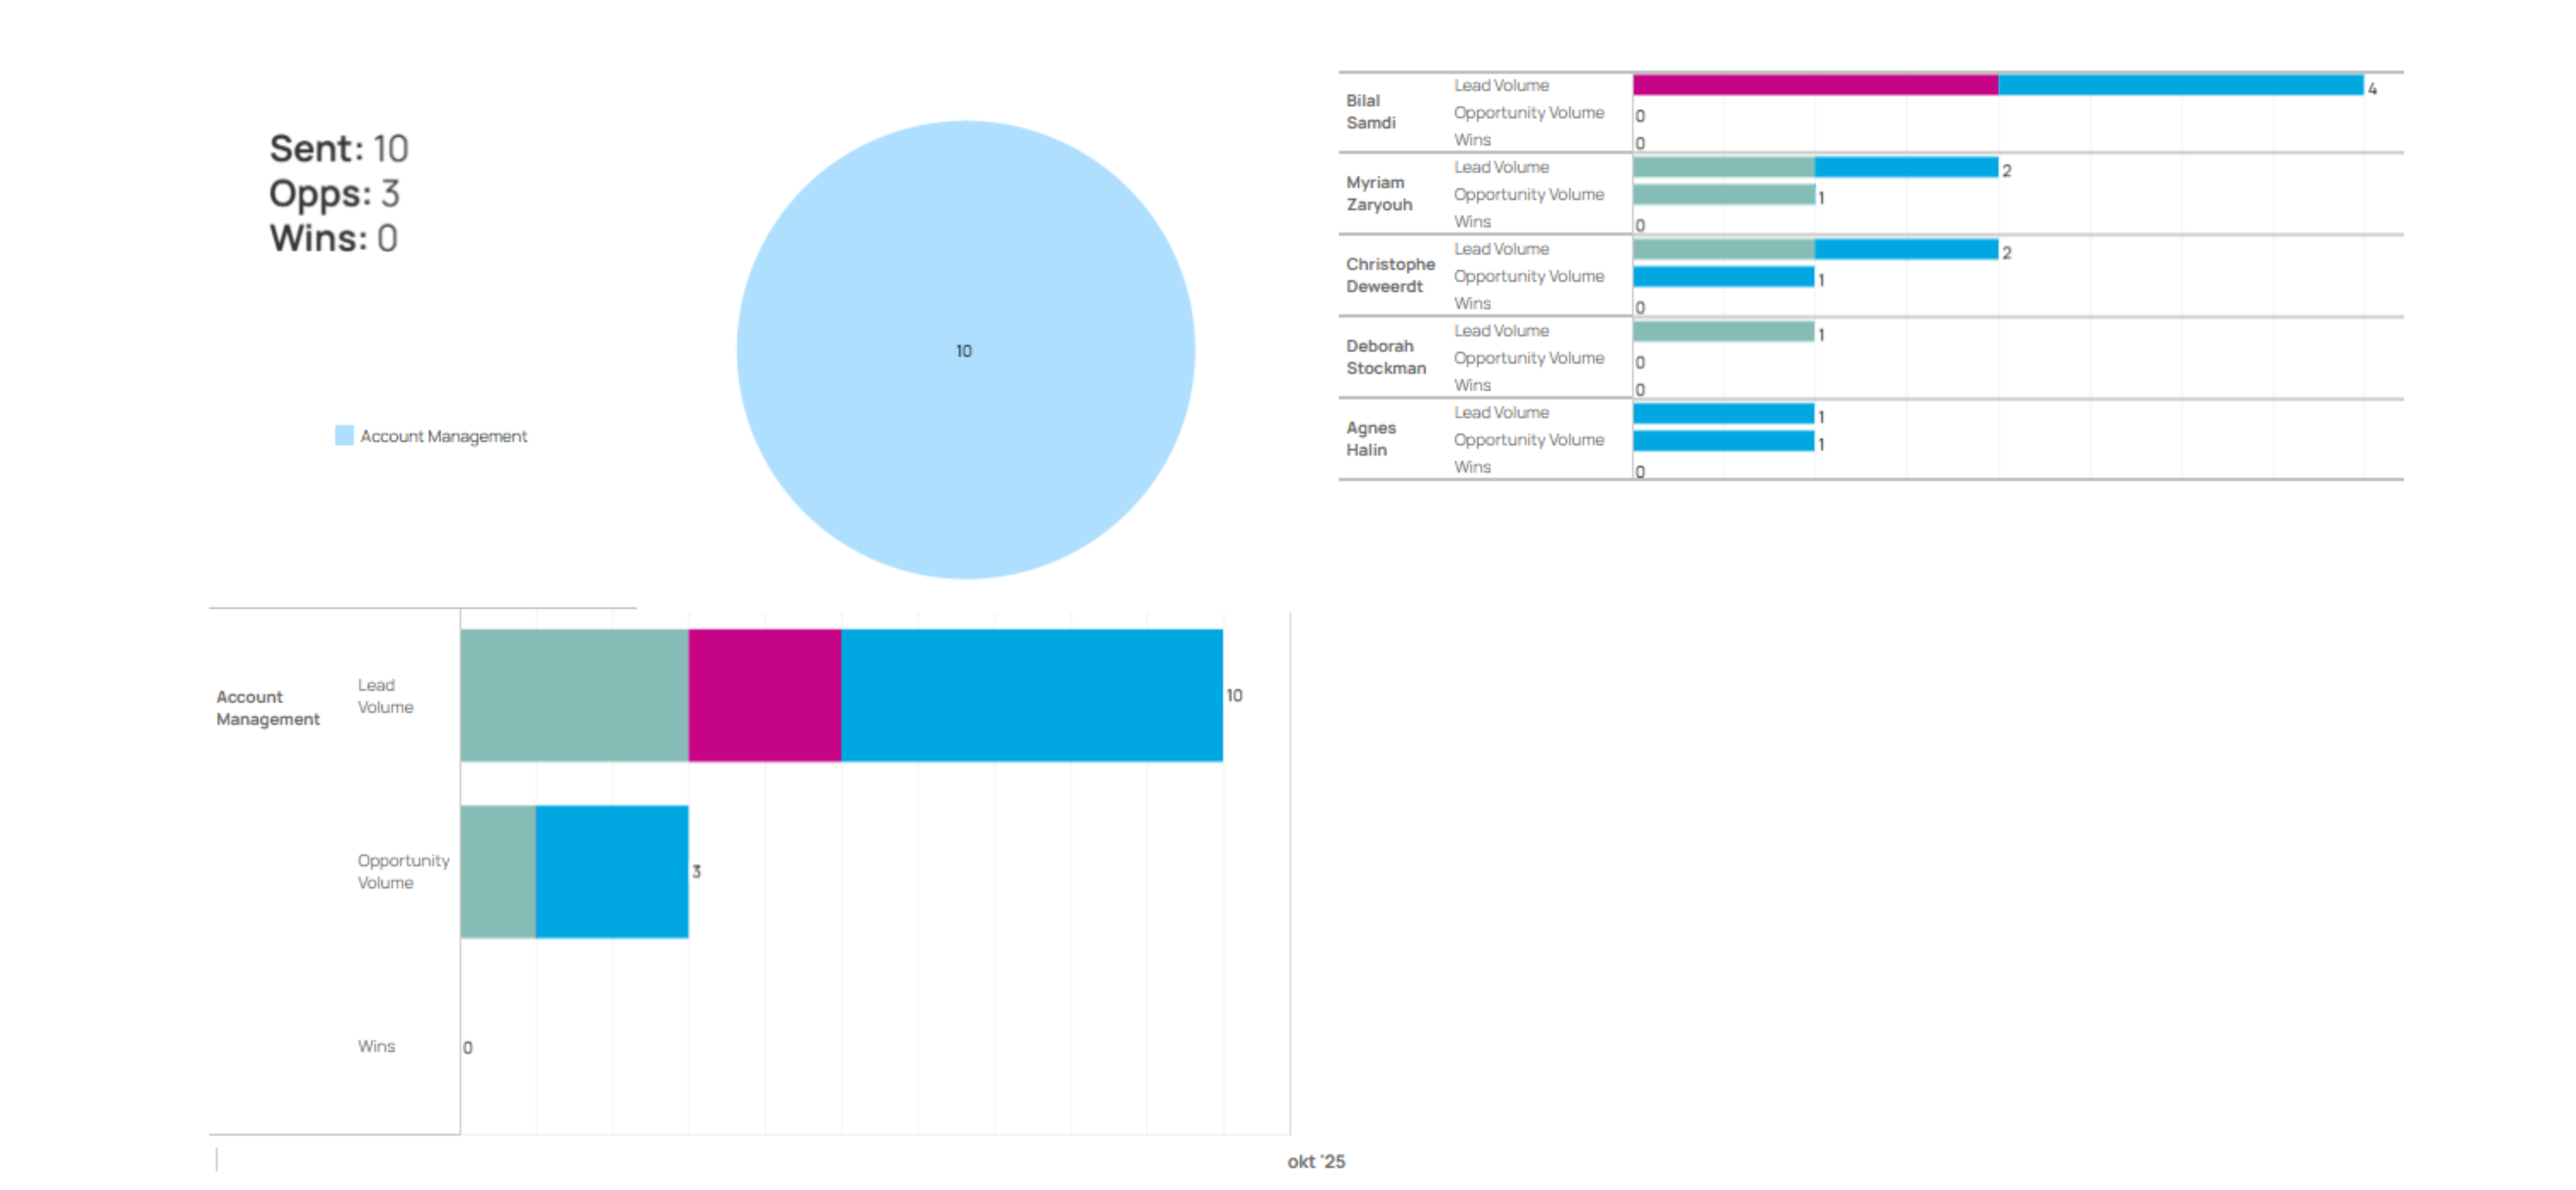 Sent: 10
Opps: 3
Wins: 0
Account Management
10
Bilal
Samdi
Lead Volume
4
Opportunity Volume
0
Wins
0
Myriam
Zaryouh
Lead Volume
2
Opportunity Volume
1
Wins
0
Christophe
Deweerdt
Lead Volume
2
Opportunity Volume
1
Wins
0
Deborah
Stockman
Lead Volume
1
Opportunity Volume
0
Wins
0
Agnes
Halin
Lead Volume
1
Opportunity Volume
1
Wins
0
Account
Management
Lead
Volume
10
Opportunity
Volume
3
Wins
0
okt '25